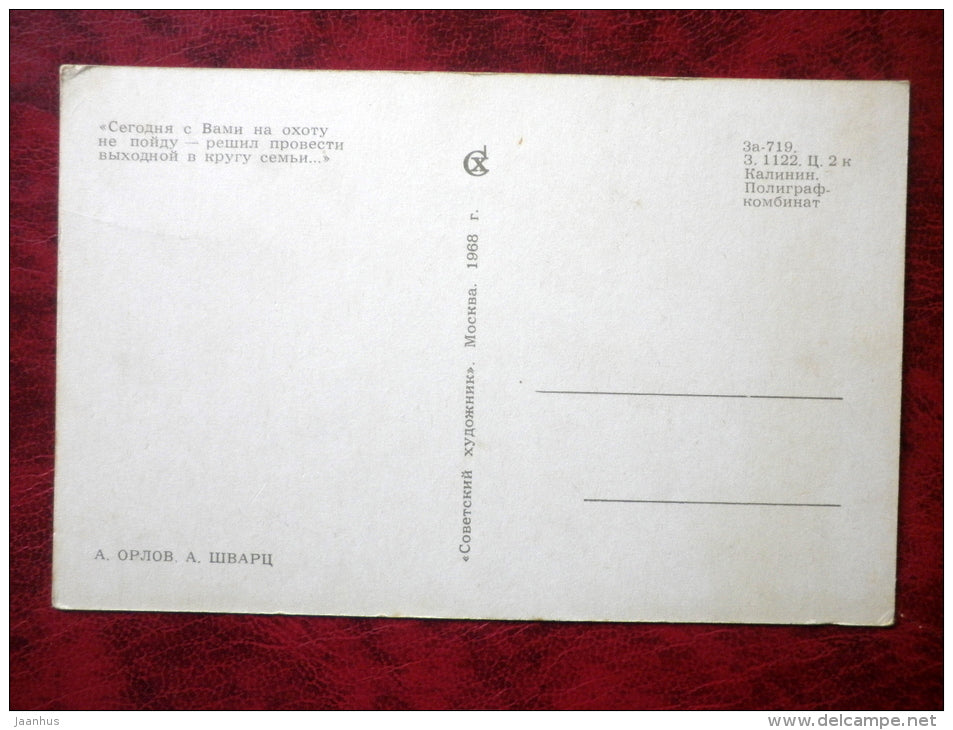 «Сегодня с Вами на охоту
не пойду — решил провести
выходной в кругу семьи...»
А. ОРЛОВ. А. ШВАРЦ
СХ
«Советский художник». Москва. 1968 г.
За-719.
З. 1122. Ц. 2 к
Калинин.
Полиграф-
комбинат
jaanhus
www.delcampe.net